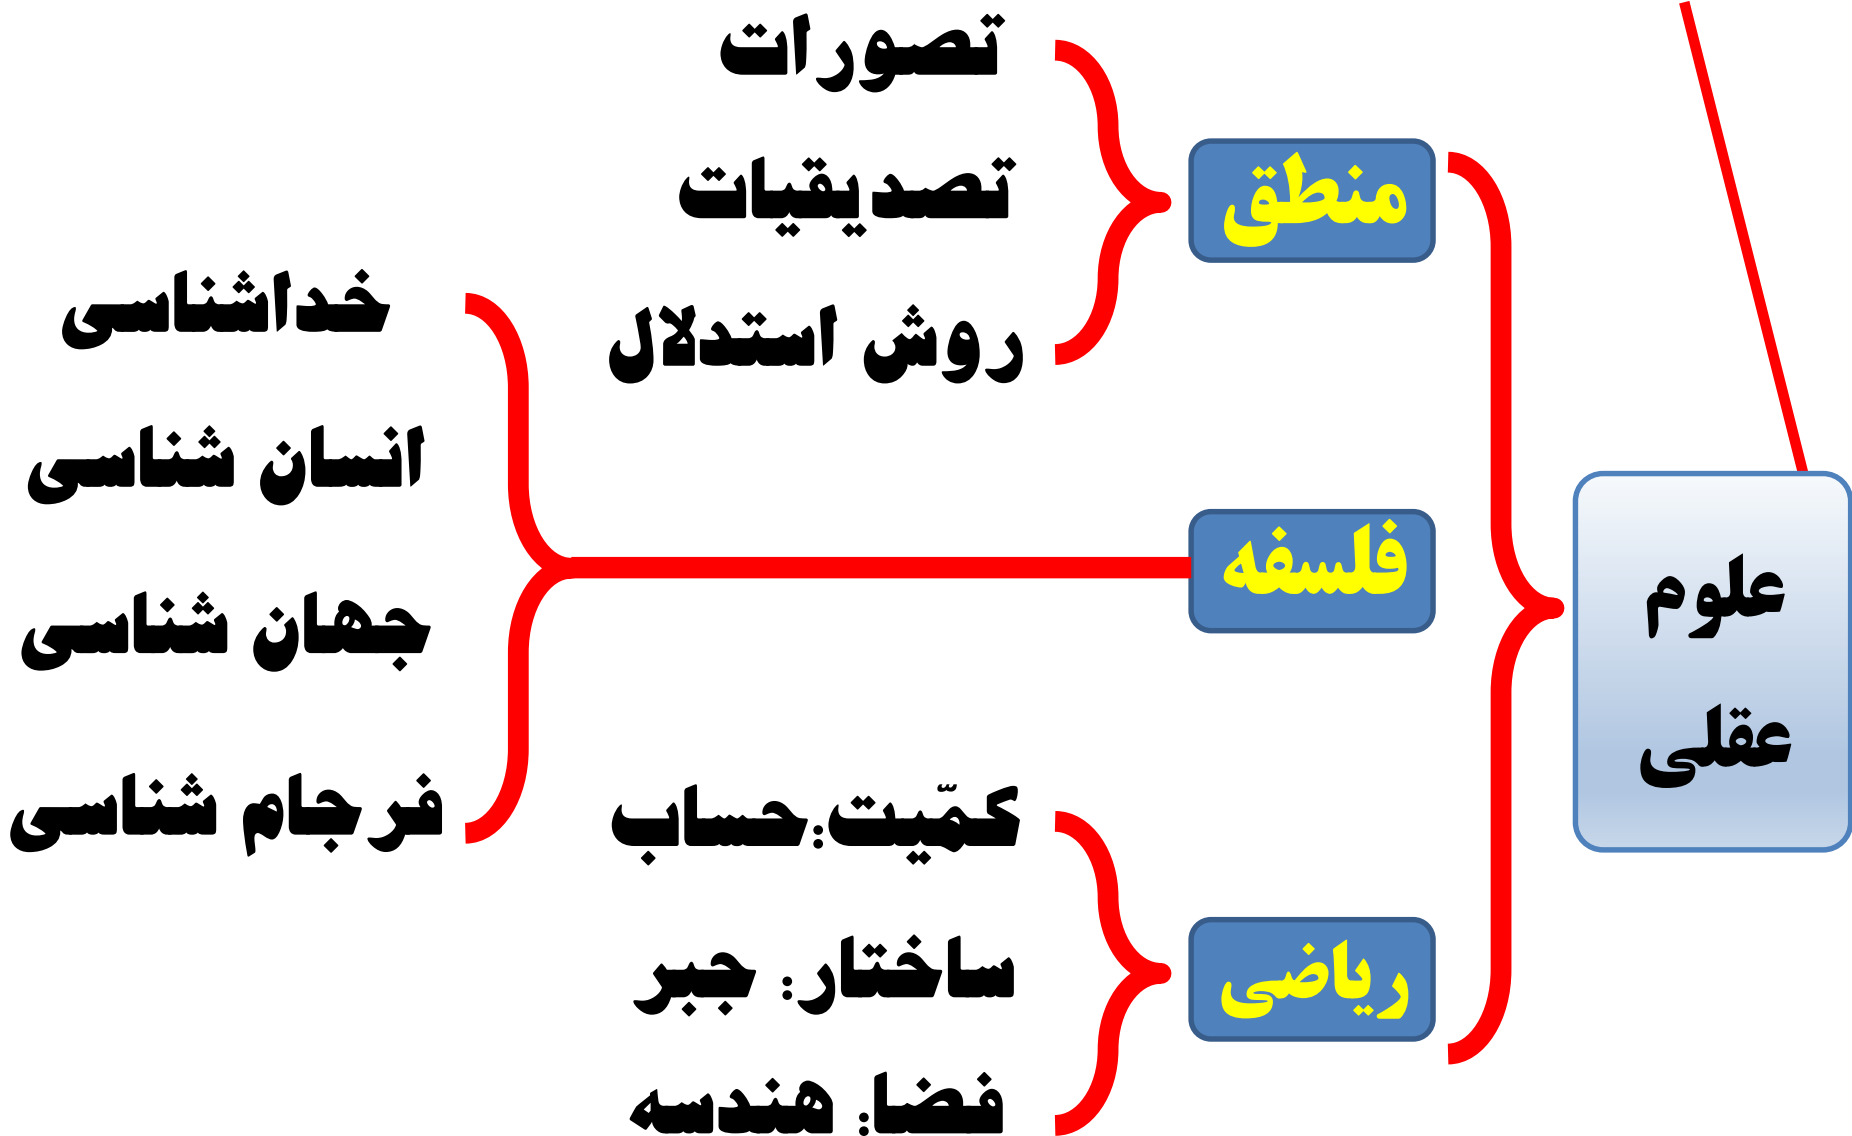 علوم
عقلی
منطق
تصورات
تصدیقیات
روش استدلال
فلسفه
خداشناسی
انسان شناسی
جهان شناسی
فرجام شناسی
ریاضی
کمّیت:حساب
ساختار: جبر
فضا: هندسه